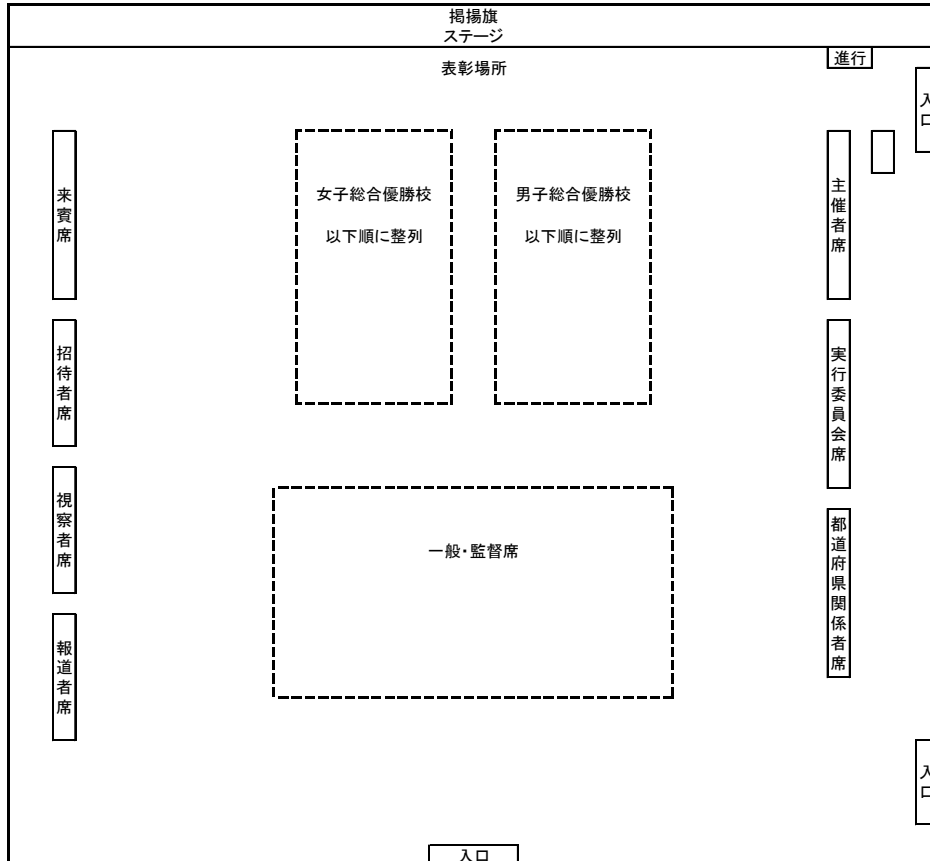 掲揚旗
ステージ
進行
表彰場所
入口
女子総合優勝校
以下順に整列
男子総合優勝校
以下順に整列
来賓席
主催者席
招待者席
実行委員会席
視察者席
都道府県関係者席
一般・監督席
報道者席
入口
入口